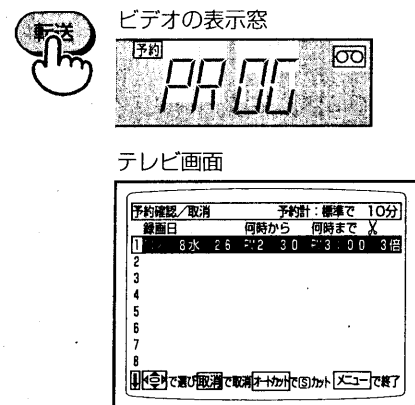 転送
ビデオの表示窓
予約
PROG
テレビ画面
予約確認/取消 予約計:標準で 10分
録画日 何時から 何時まで
1 8水 26 PM2:30 PM3:00 3倍
2
3
4
5
6
7
8
で選び取消で取消オートカットでⓈカット メニューで終了